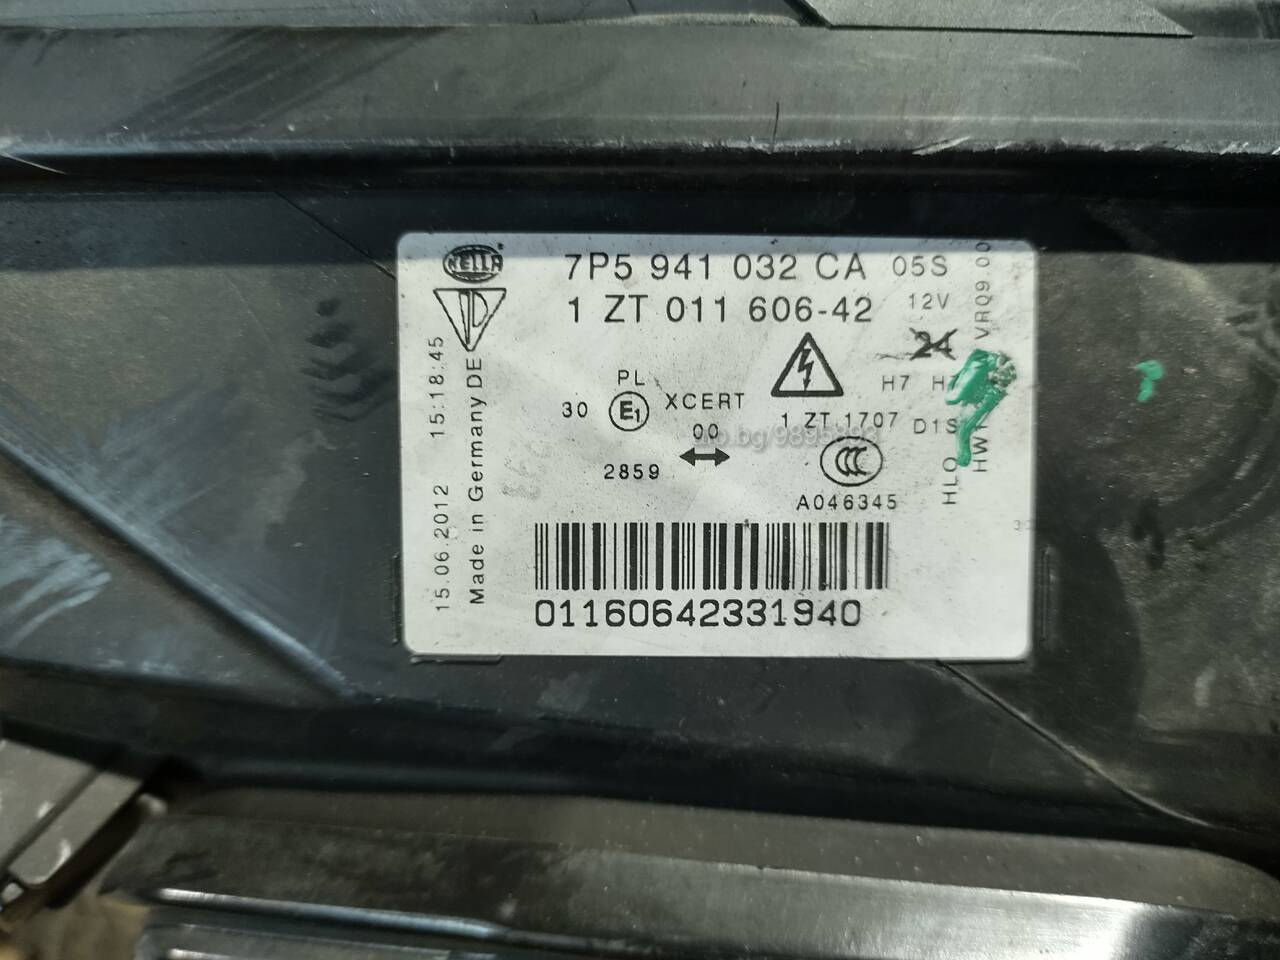 HELLA
7P5 941 032 CA 05S
1 ZT 011 606-42 12V
24
H7
PL
30 E1 XCERT
00
2859
1 ZT 1707 D1S
CCC
A046345
HLO
VRQ9.00
15.06.2012 15:18:45
Made in Germany DE
01160642331940